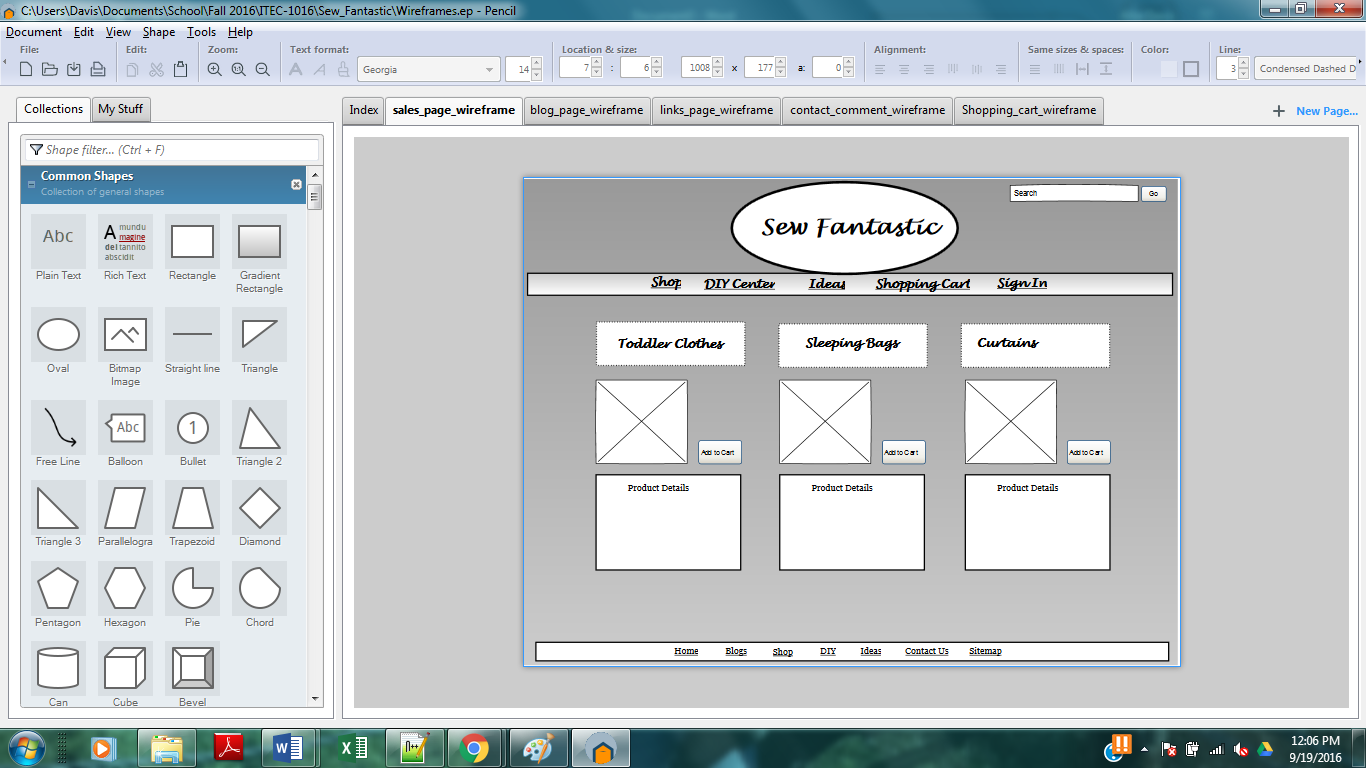 C:\Users\Davis\Documents\School\Fall 2016\ITEC-1016\Sew_Fantastic\Wireframes.ep - Pencil
Document Edit View Shape Tools Help
File: Edit: Zoom: Text format: Location & size: Alignment: Same sizes & spaces: Color: Line:
Georgia 14 7 : 6 1008 x 177 a: 0 3 Condensed Dashed D
Collections My Stuff
Index sales_page_wireframe blog_page_wireframe links_page_wireframe contact_comment_wireframe Shopping_cart_wireframe New Page...
Shape filter... (Ctrl + F)
Common Shapes
Collection of general shapes
Abc
A mundu
magine
del tannito
abscidit
Plain Text Rich Text Rectangle Gradient Rectangle
Oval Bitmap Image Straight line Triangle
Abc 1
Free Line Balloon Bullet Triangle 2
Triangle 3 Parallelogra Trapezoid Diamond
Pentagon Hexagon Pie Chord
Can Cube Bevel
Sew Fantastic
Search Go
Shop DIY Center Ideas Shopping Cart Sign In
Toddler Clothes Sleeping Bags Curtains
Add to Cart Add to Cart Add to Cart
Product Details Product Details Product Details
Home Blogs Shop DIY Ideas Contact Us Sitemap
12:06 PM
9/19/2016